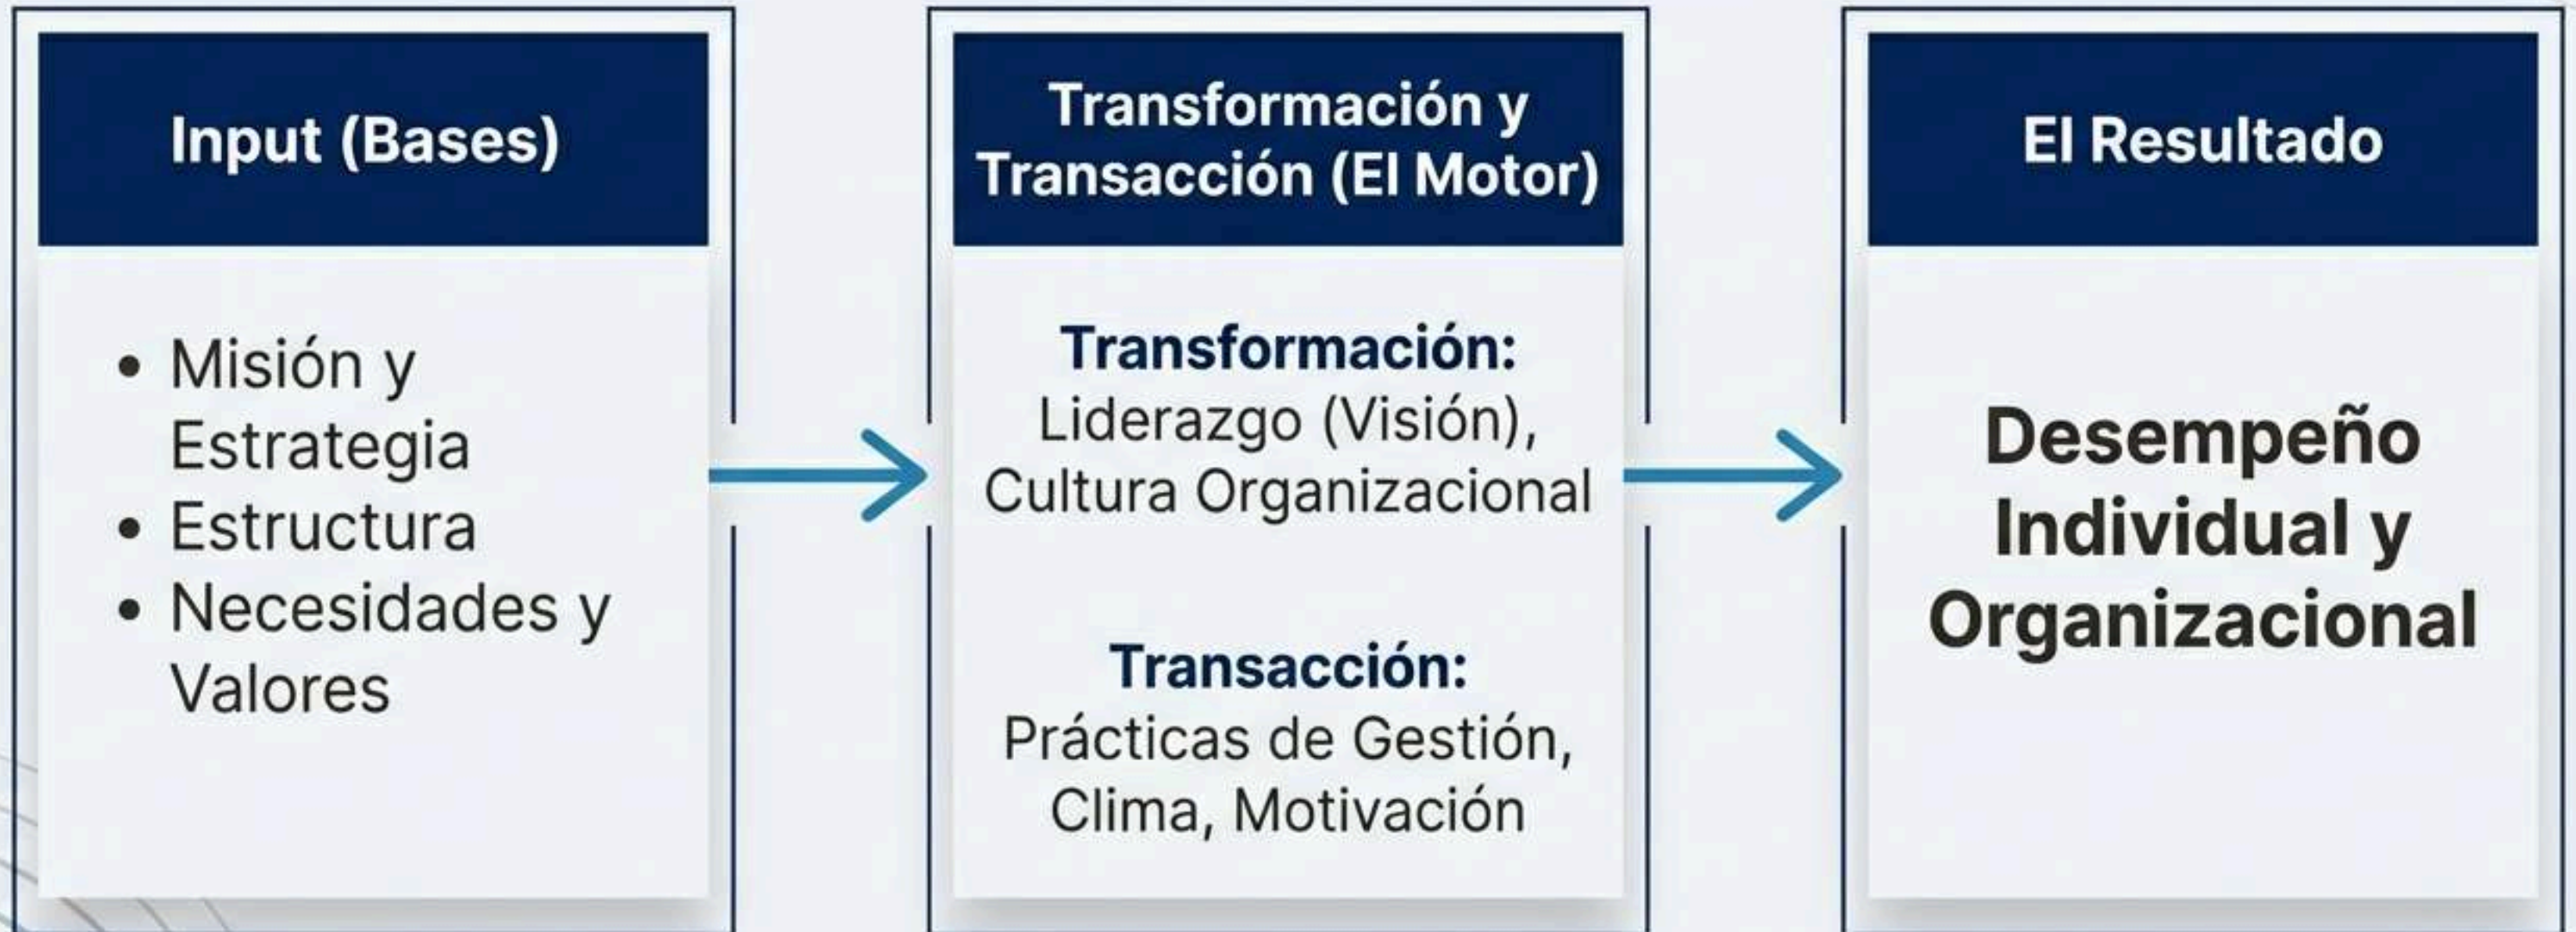 Input (Bases)
• Misión y
Estrategia
• Estructura
• Necesidades y
Valores
Transformación y
Transacción (El Motor)
Transformación:
Liderazgo (Visión),
Cultura Organizacional
Transacción:
Prácticas de Gestión,
Clima, Motivación
El Resultado
Desempeño
Individual y
Organizacional